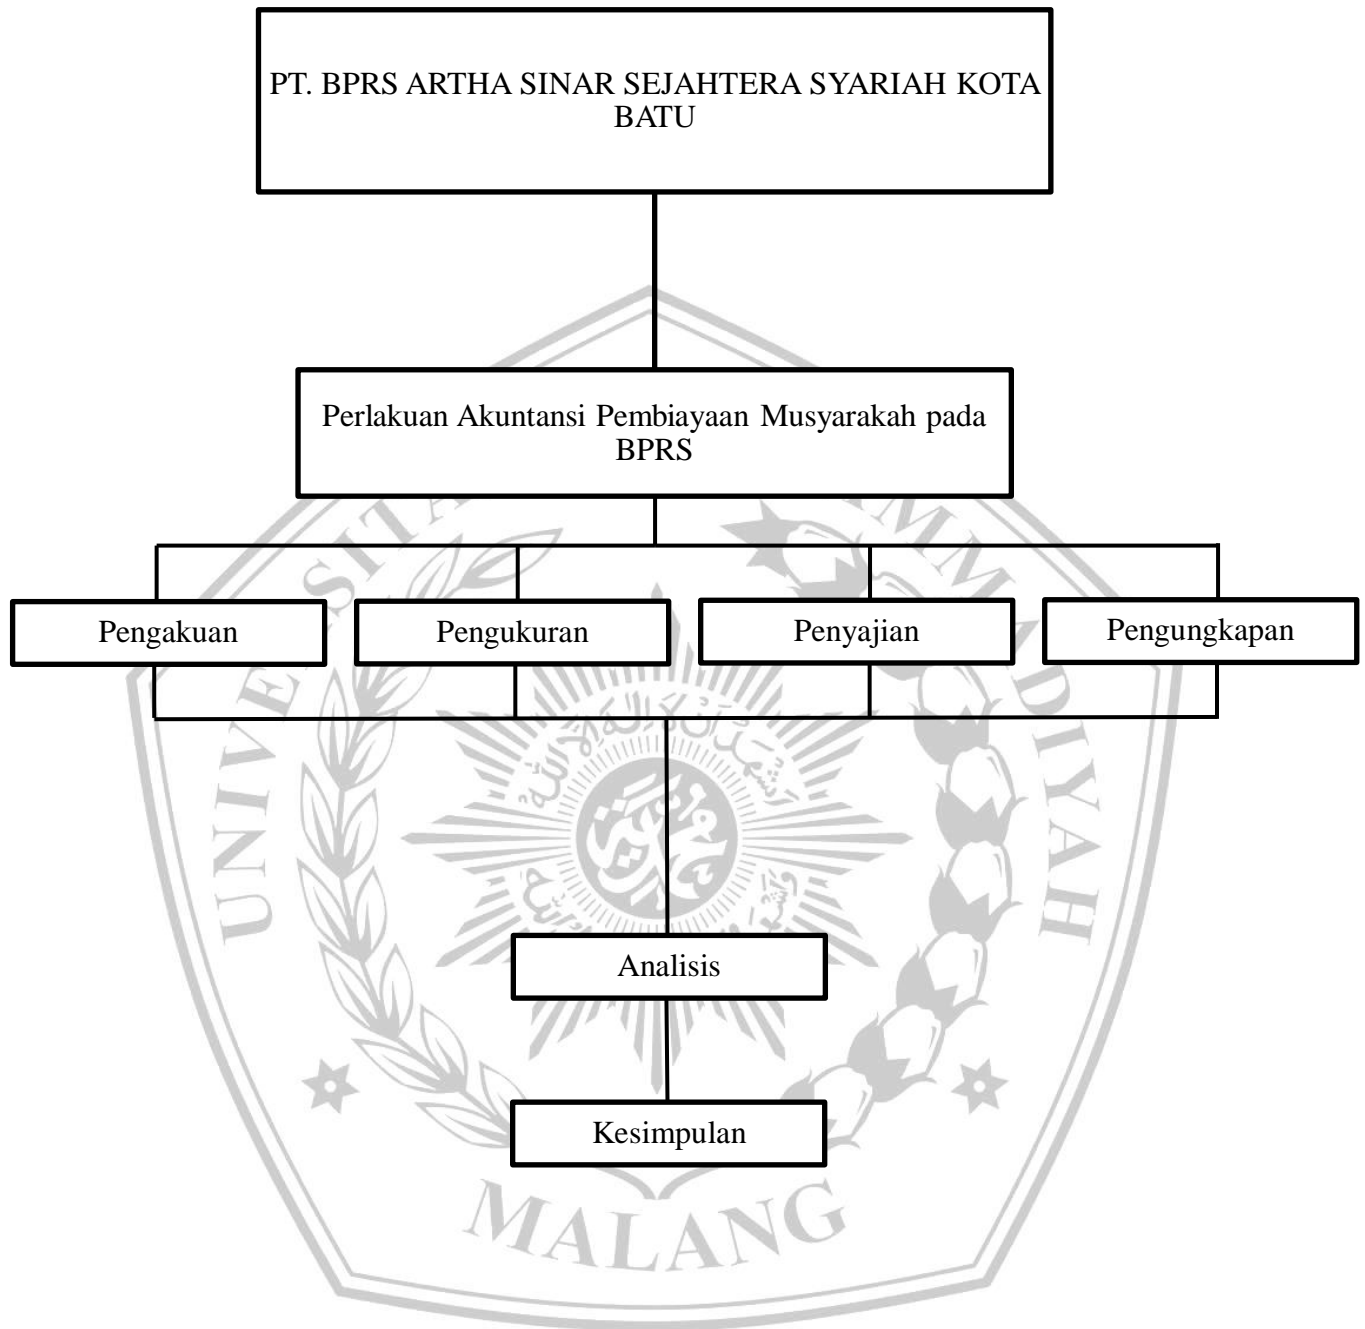 PT. BPRS ARTHA SINAR SEJAHTERA SYARIAH KOTA
BATU
Perlakuan Akuntansi Pembiayaan Musyarakah pada
BPRS
Pengakuan
Pengukuran
Penyajian
Pengungkapan
Analisis
Kesimpulan
MALANG